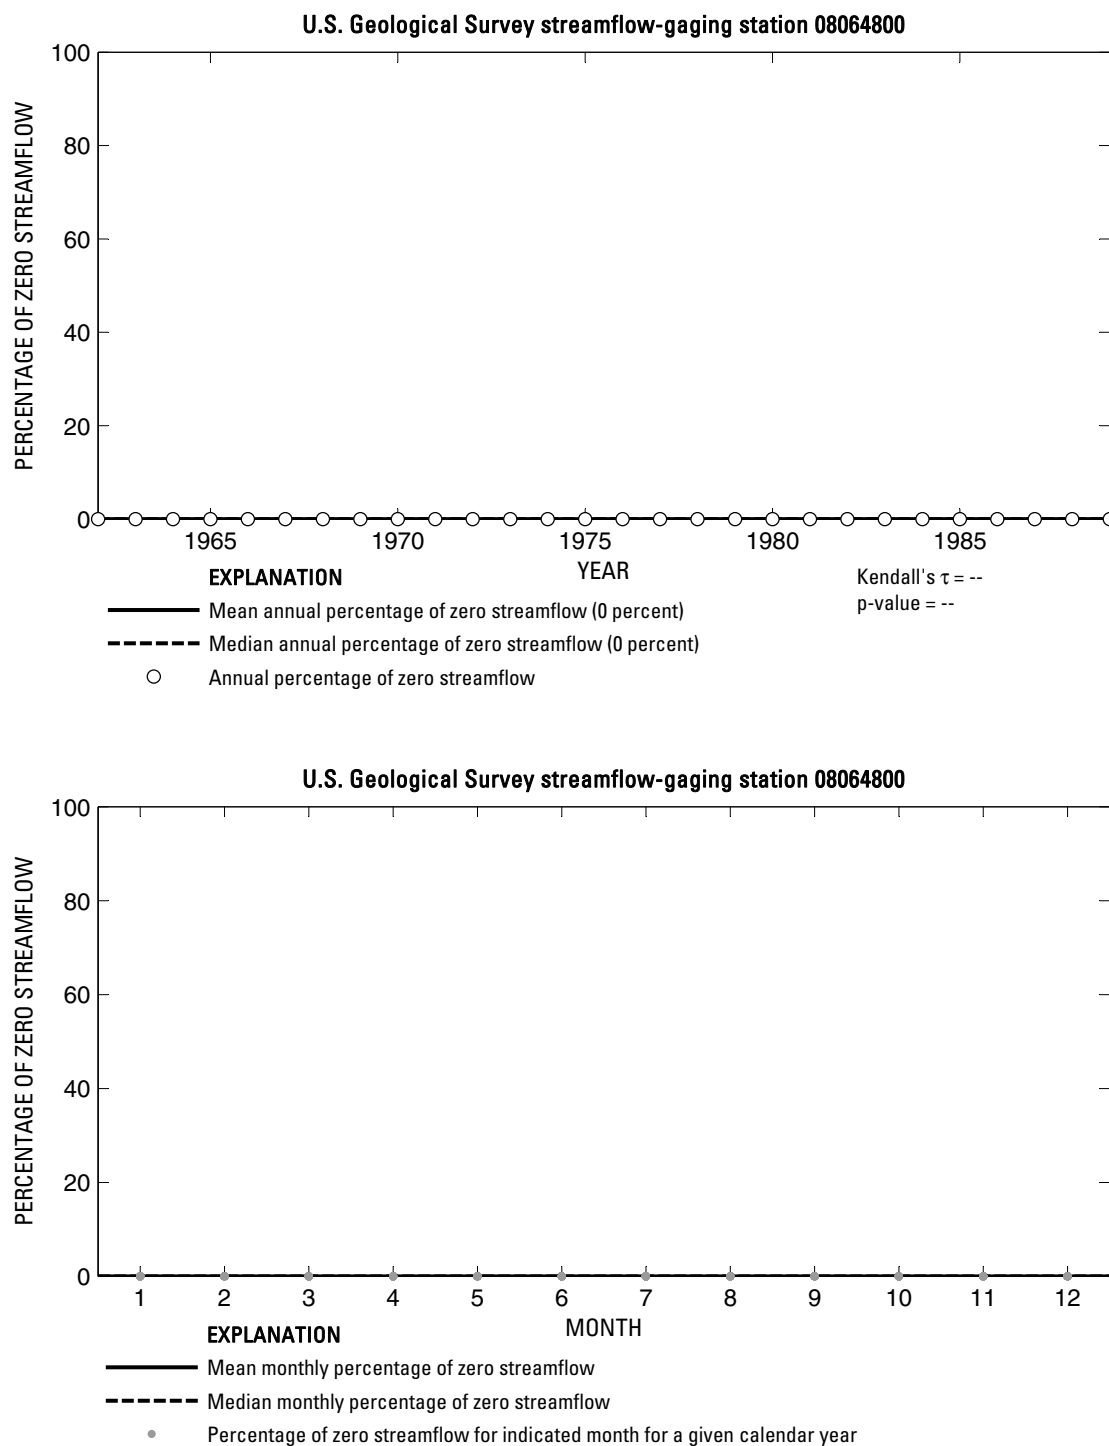 U.S. Geological Survey streamflow-gaging station 08064800
PERCENTAGE OF ZERO STREAMFLOW
100
80
60
40
20
0
1965 1970 1975 1980 1985
YEAR
EXPLANATION
Mean annual percentage of zero streamflow (0 percent)
Median annual percentage of zero streamflow (0 percent)
Annual percentage of zero streamflow
Kendall's τ = --
p-value = --
U.S. Geological Survey streamflow-gaging station 08064800
PERCENTAGE OF ZERO STREAMFLOW
100
80
60
40
20
0
1 2 3 4 5 6 7 8 9 10 11 12
MONTH
EXPLANATION
Mean monthly percentage of zero streamflow
Median monthly percentage of zero streamflow
Percentage of zero streamflow for indicated month for a given calendar year